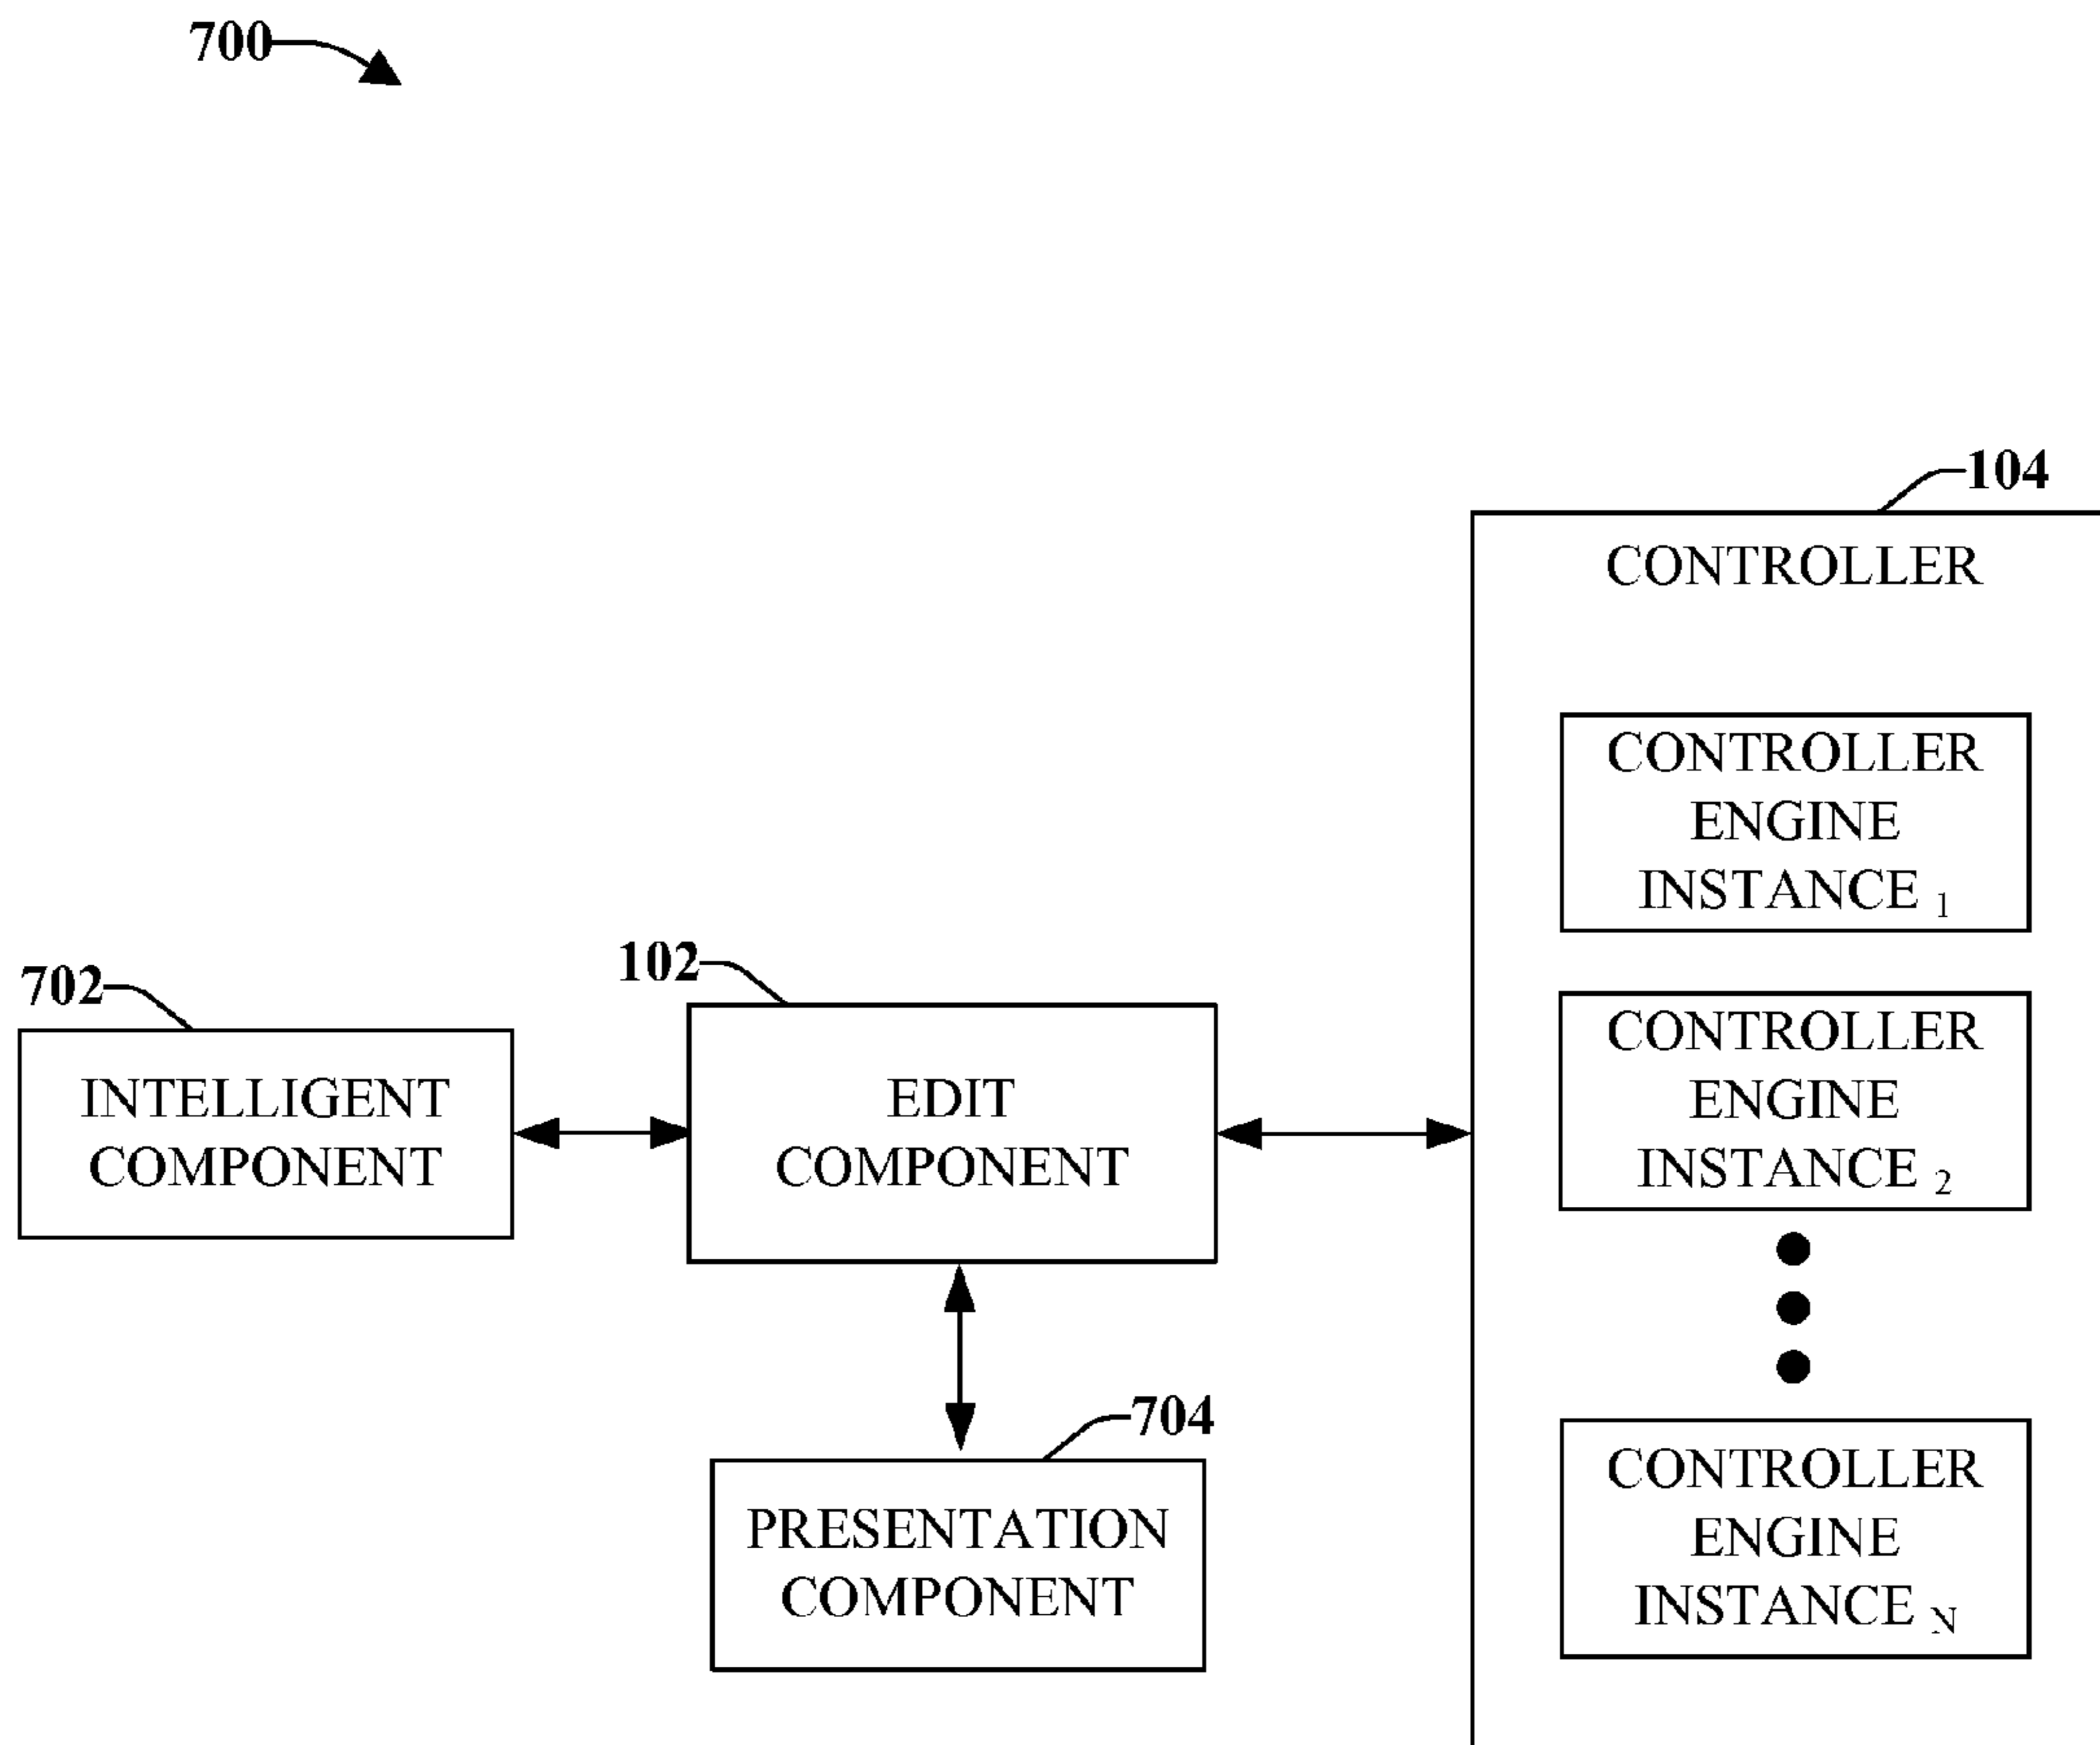 700
104
CONTROLLER
CONTROLLER
ENGINE
INSTANCE 1
102
702
CONTROLLER
ENGINE
INSTANCE 2
INTELLIGENT
COMPONENT
EDIT
COMPONENT
704
PRESENTATION
COMPONENT
CONTROLLER
ENGINE
INSTANCE N